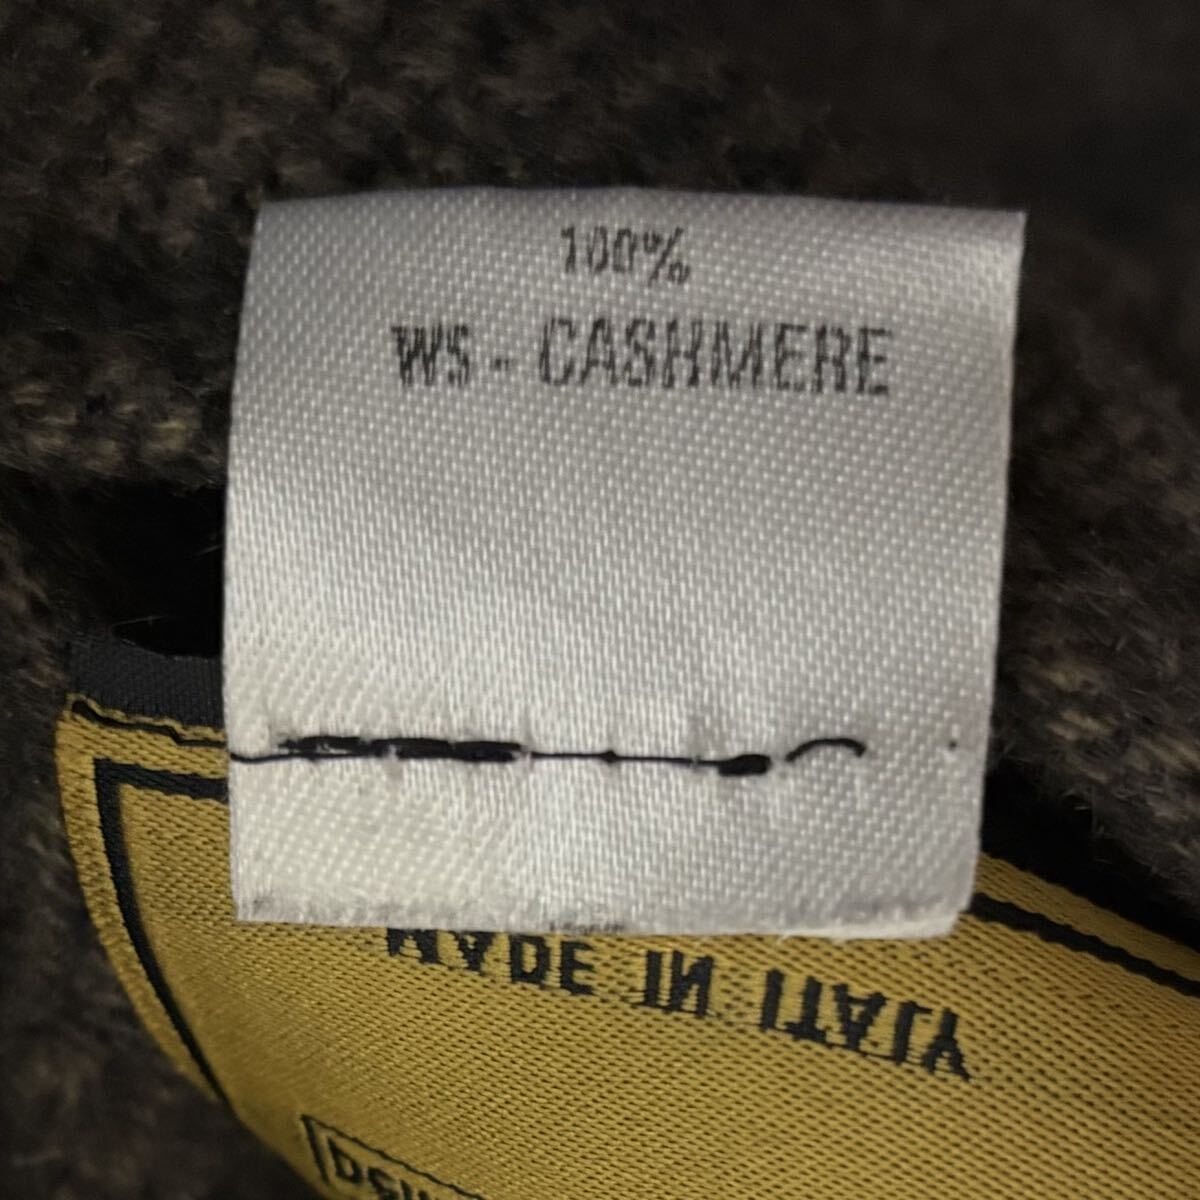 100%
WS - CASHMERE
MADE IN ITALY